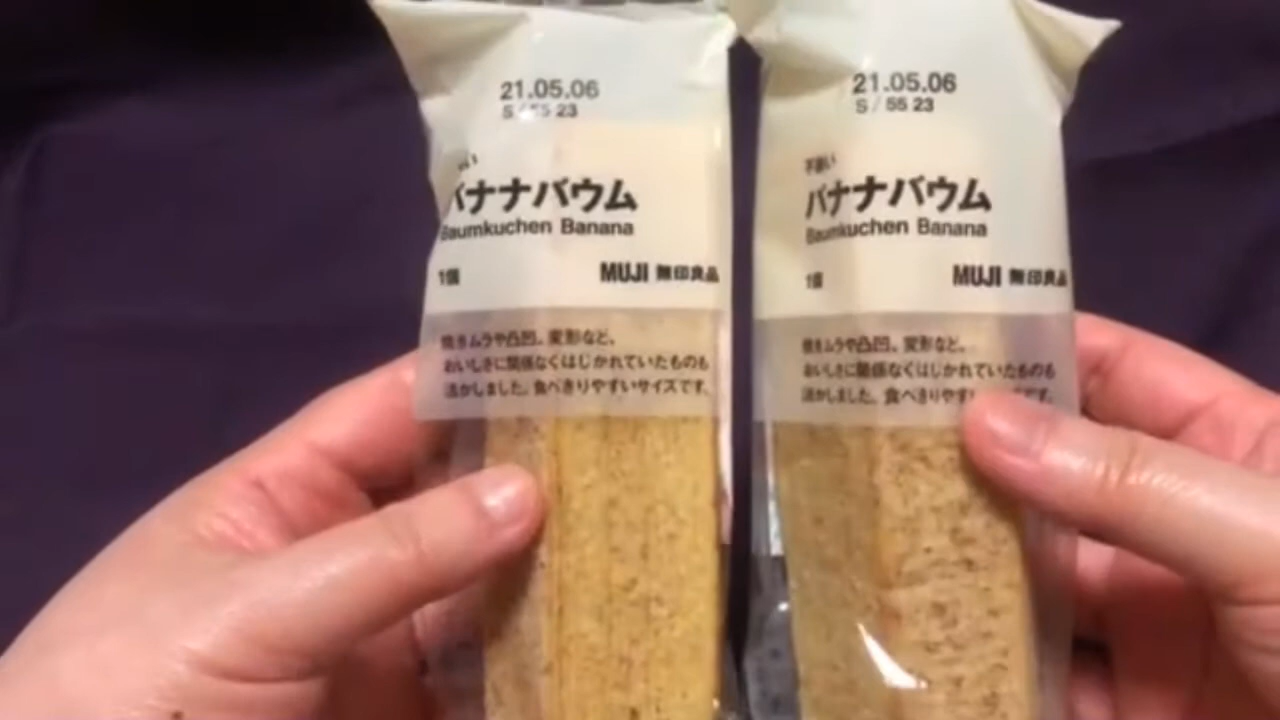 21.05.06
S / 55 23
い
バナナバウム
Baumkuchen Banana
1個
MUJI 無印良品
焼きムラや凸凹、変形など、
おいしさに関係なくはじかれていたものも
活かしました。食べきりやすいサイズです。
21.05.06
S / 55 23
不揃い
バナナバウム
Baumkuchen Banana
1個
MUJI 無印良品
焼きムラや凸凹、変形など、
おいしさに関係なくはじかれていたものも
活かしました。食べきりやす です。